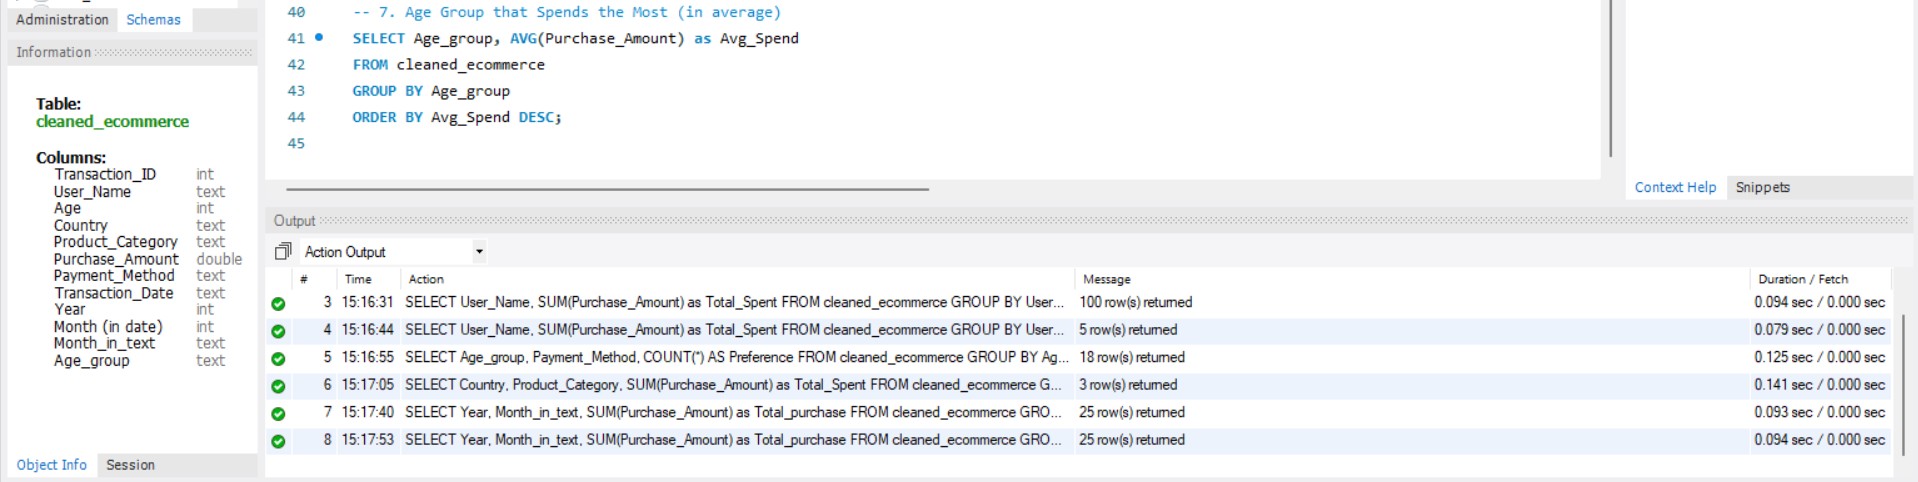 Administration Schemas
Information
Table:
cleaned_ecommerce
Columns:
Transaction_ID int
User_Name text
Age int
Country text
Product_Category text
Purchase_Amount double
Payment_Method text
Transaction_Date text
Year int
Month (in date) int
Month_in_text text
Age_group text
Object Info Session
40 -- 7. Age Group that Spends the Most (in average)
41 SELECT Age_group, AVG(Purchase_Amount) as Avg_Spend
42 FROM cleaned_ecommerce
43 GROUP BY Age_group
44 ORDER BY Avg_Spend DESC;
45
Context Help Snippets
Output
Action Output
# Time Action Message Duration / Fetch
3 15:16:31 SELECT User_Name, SUM(Purchase_Amount) as Total_Spent FROM cleaned_ecommerce GROUP BY User... 100 row(s) returned 0.094 sec / 0.000 sec
4 15:16:44 SELECT User_Name, SUM(Purchase_Amount) as Total_Spent FROM cleaned_ecommerce GROUP BY User... 5 row(s) returned 0.079 sec / 0.000 sec
5 15:16:55 SELECT Age_group, Payment_Method, COUNT(*) AS Preference FROM cleaned_ecommerce GROUP BY Ag... 18 row(s) returned 0.125 sec / 0.000 sec
6 15:17:05 SELECT Country, Product_Category, SUM(Purchase_Amount) as Total_Spent FROM cleaned_ecommerce G... 3 row(s) returned 0.141 sec / 0.000 sec
7 15:17:40 SELECT Year, Month_in_text, SUM(Purchase_Amount) as Total_purchase FROM cleaned_ecommerce GRO... 25 row(s) returned 0.093 sec / 0.000 sec
8 15:17:53 SELECT Year, Month_in_text, SUM(Purchase_Amount) as Total_purchase FROM cleaned_ecommerce GRO... 25 row(s) returned 0.094 sec / 0.000 sec